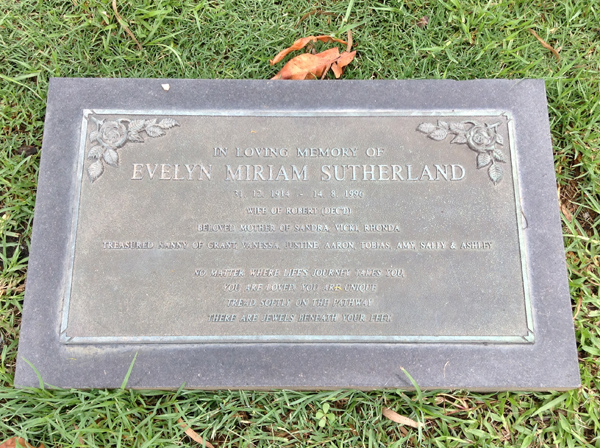 IN LOVING MEMORY OF
EVELYN MIRIAM SUTHERLAND
1914 - 14. 8. 1996
WIFE OF ROBERT (DEC'D)
BELOVED MOTHER OF SANDRA, VICKI, RHONDA
TREASURED NANNY OF GRANT, VANESSA, JUSTINE, AARON, TOBIAS, AMY, SALLY & ASHLEY
NO MATTER WHERE LIFE'S JOURNEY TAKES YOU,
YOU ARE LOVED, YOU ARE UNIQUE
TREAD SOFTLY ON THE PATHWAY
THERE ARE JEWELS BENEATH YOUR FEET